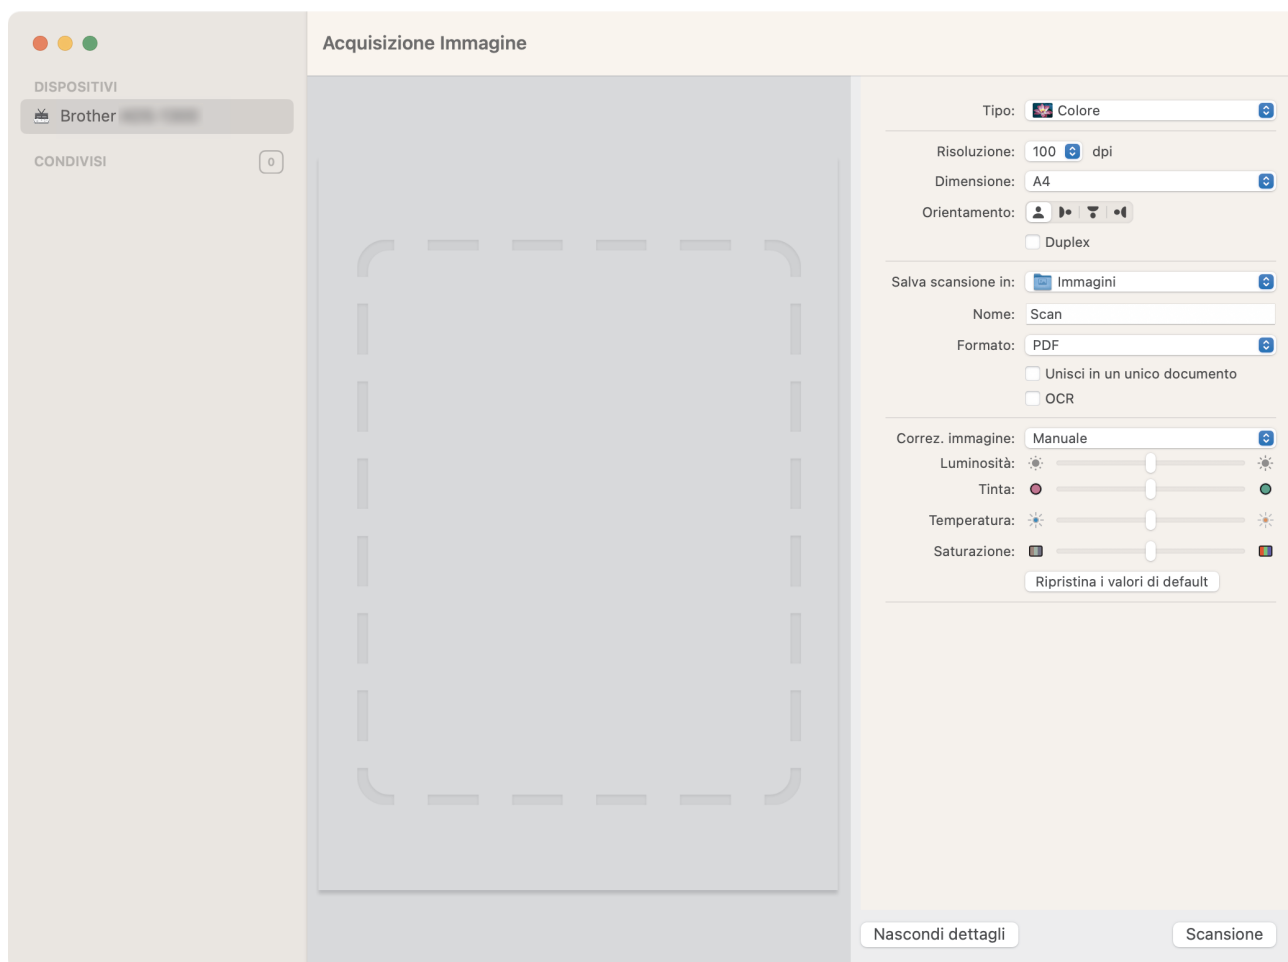 Acquisizione Immagine
DISPOSITIVI
Brother
CONDIVISI 0
Tipo: Colore
Risoluzione: 100 dpi
Dimensione: A4
Orientamento:
Duplex
Salva scansione in: Immagini
Nome: Scan
Formato: PDF
Unisci in un unico documento
OCR
Correz. immagine: Manuale
Luminosità:
Tinta:
Temperatura:
Saturazione:
Ripristina i valori di default
Nascondi dettagli
Scansione